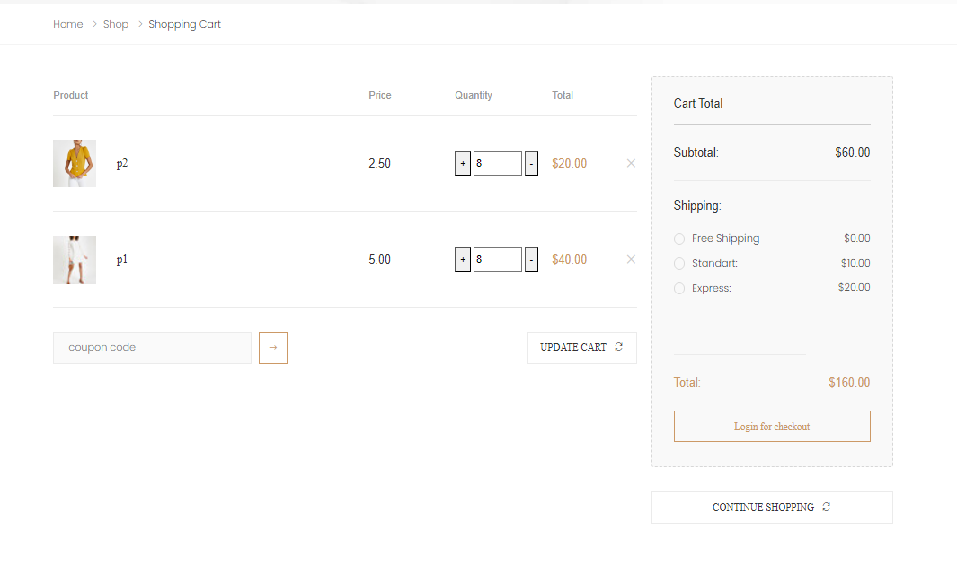 Home > Shop > Shopping Cart
Product Price Quantity Total
p2 2.50 + 8 - $20.00 ×
p1 5.00 + 8 - $40.00 ×
coupon code →
UPDATE CART
Cart Total
Subtotal: $60.00
Shipping:
Free Shipping $0.00
Standart: $10.00
Express: $20.00
Total: $160.00
Login for checkout
CONTINUE SHOPPING